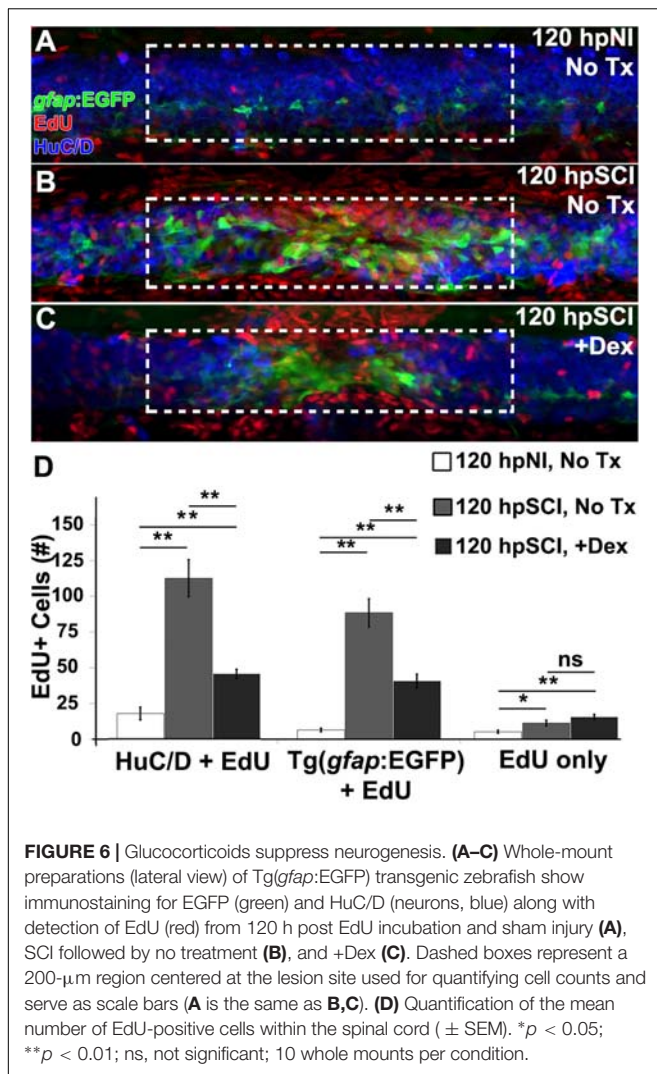 A
120 hpNI
No Tx
gfap:EGFP
EdU
HuC/D
B
120 hpSCI
No Tx
C
120 hpSCI
+Dex
D
120 hpNI, No Tx
120 hpSCI, No Tx
120 hpSCI, +Dex
EdU+ Cells (#)
150
125
100
75
50
25
0
** ** **
** ** **
ns ** *
HuC/D + EdU
Tg(gfap:EGFP)
+ EdU
EdU only
FIGURE 6 | Glucocorticoids suppress neurogenesis. (A–C) Whole-mount
preparations (lateral view) of Tg(gfap:EGFP) transgenic zebrafish show
immunostaining for EGFP (green) and HuC/D (neurons, blue) along with
detection of EdU (red) from 120 h post EdU incubation and sham injury (A),
SCI followed by no treatment (B), and +Dex (C). Dashed boxes represent a
200-μm region centered at the lesion site used for quantifying cell counts and
serve as scale bars (A is the same as B,C). (D) Quantification of the mean
number of EdU-positive cells within the spinal cord ( ± SEM). *p < 0.05;
**p < 0.01; ns, not significant; 10 whole mounts per condition.